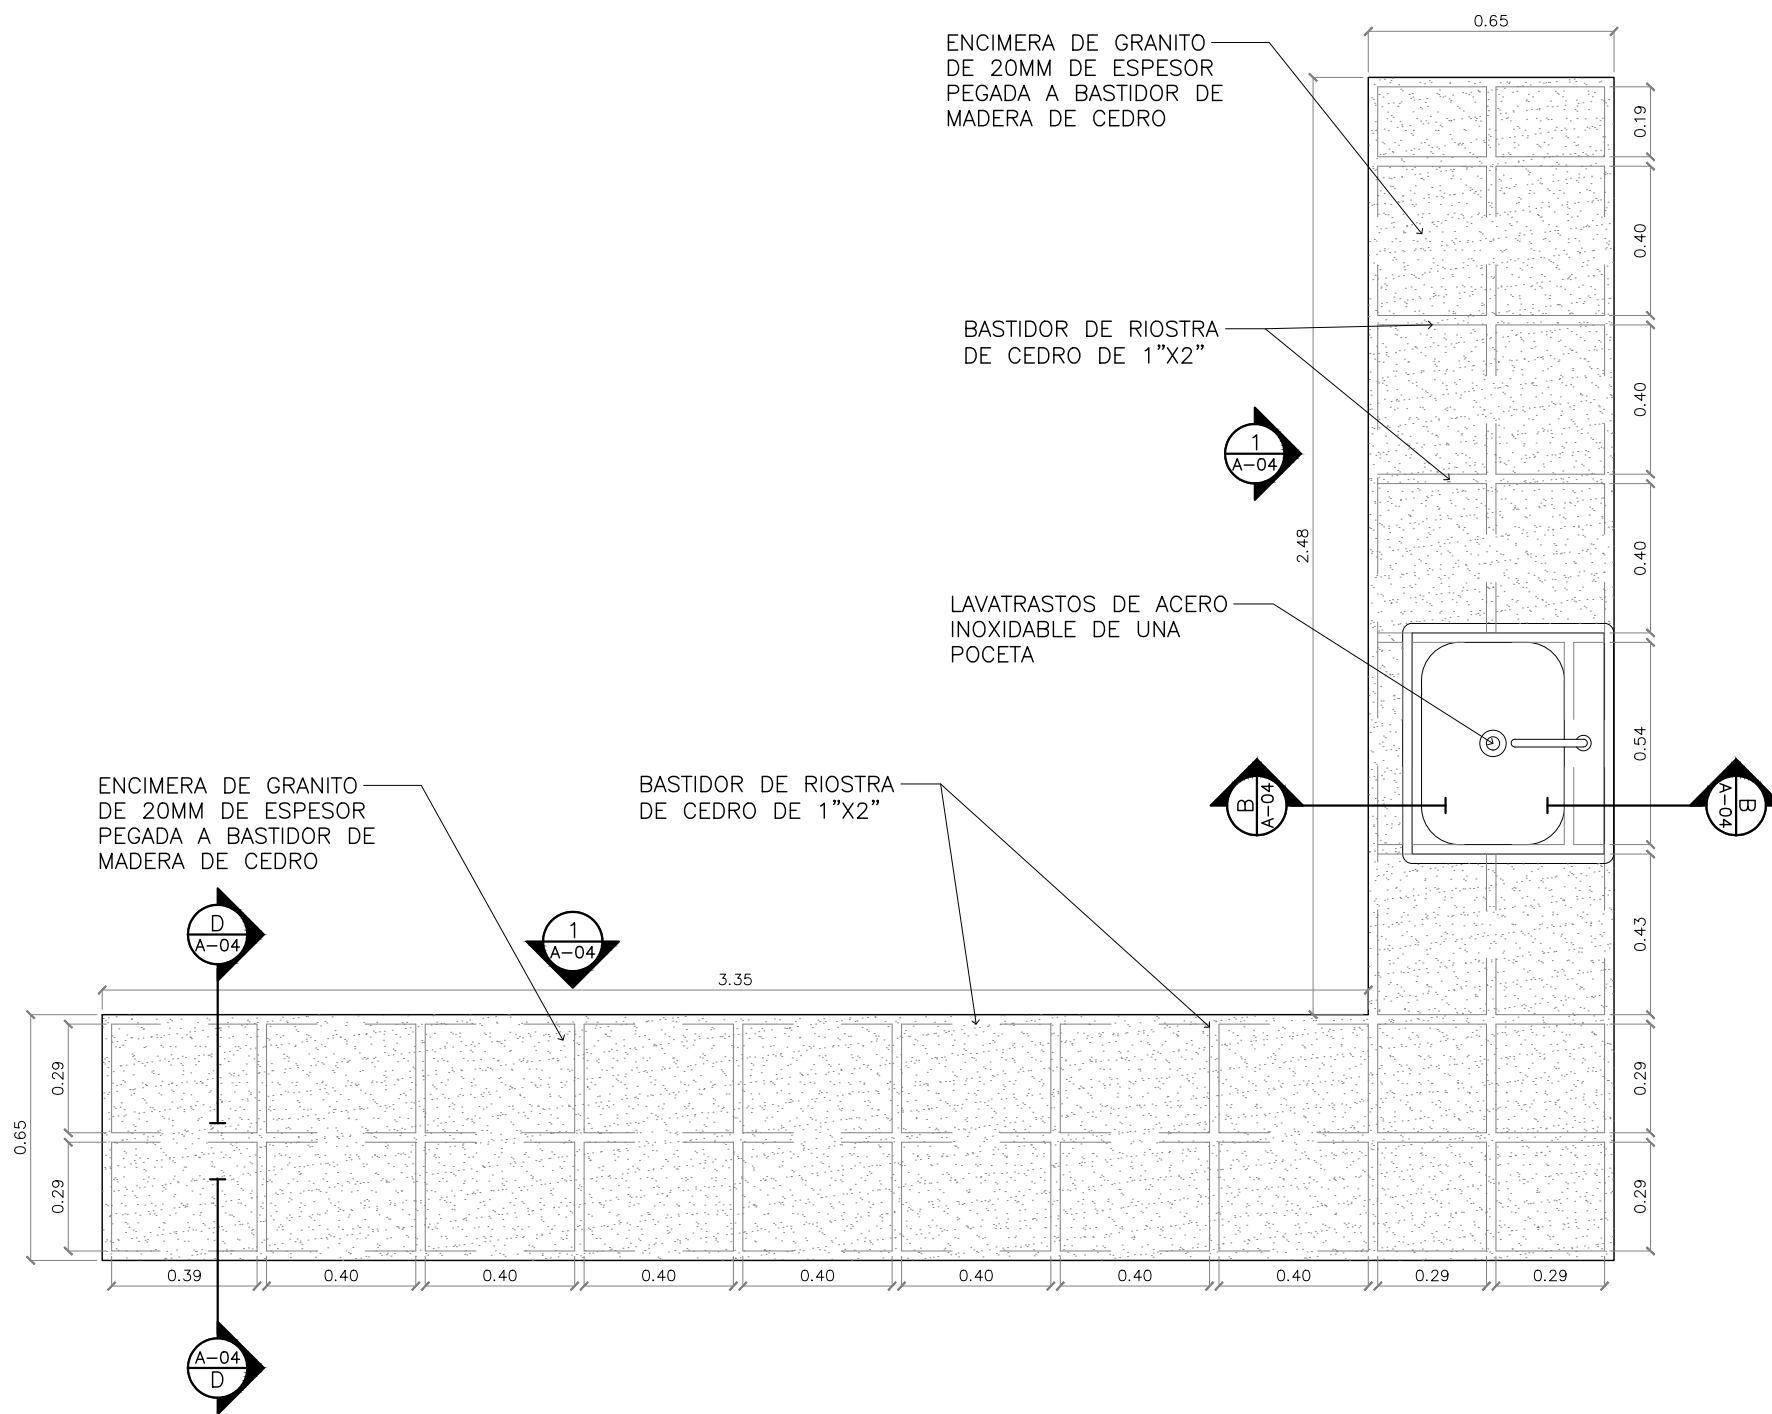 0.65
ENCIMERA DE GRANITO
DE 20MM DE ESPESOR
PEGADA A BASTIDOR DE
MADERA DE CEDRO
0.19
0.40
BASTIDOR DE RIOSTRA
DE CEDRO DE 1”X2”
0.40
1
A-04
2.48
0.40
LAVATRASTOS DE ACERO
INOXIDABLE DE UNA
POCETA
0.54
B
A-04
B
A-04
ENCIMERA DE GRANITO
DE 20MM DE ESPESOR
PEGADA A BASTIDOR DE
MADERA DE CEDRO
BASTIDOR DE RIOSTRA
DE CEDRO DE 1”X2”
0.43
D
A-04
1
A-04
3.35
0.29
0.65
0.29
0.29
0.29
0.39
0.40
0.40
0.40
0.40
0.40
0.40
0.40
0.29
0.29
A-04
D